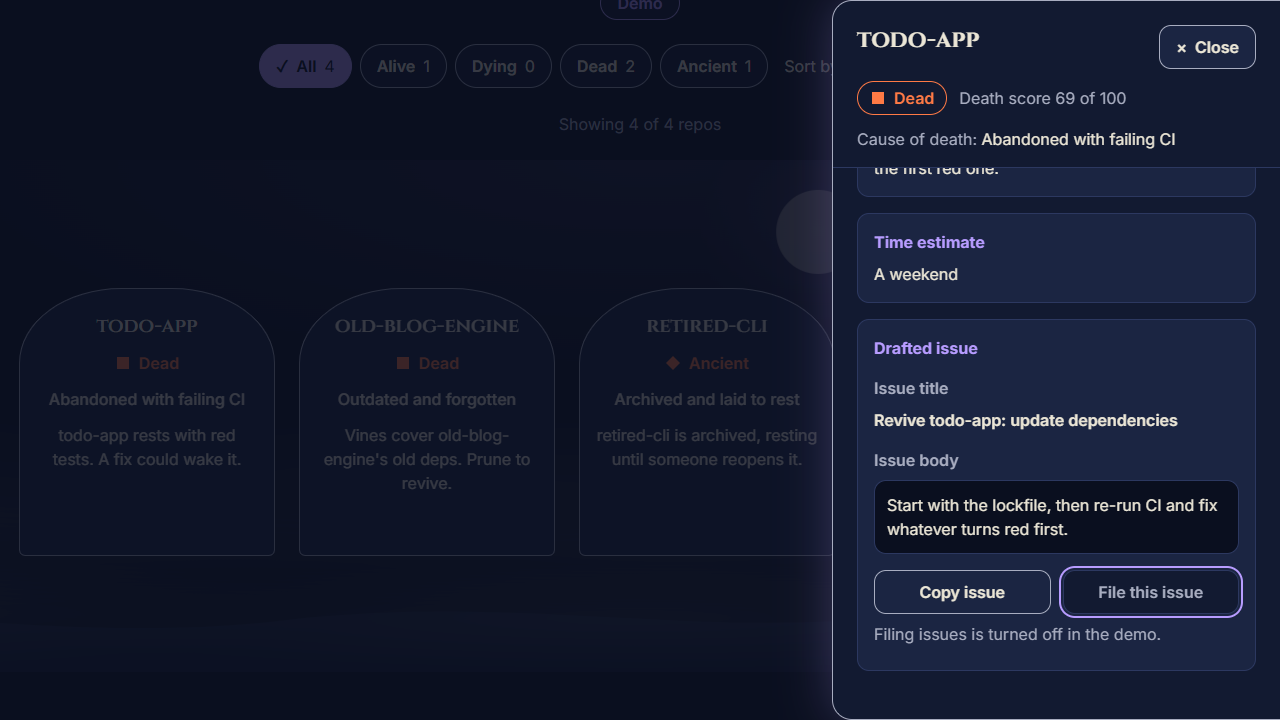 Demo
✓ All 4
Alive 1
Dying 0
Dead 2
Ancient 1
Sort by
Showing 4 of 4 repos
TODO-APP
Dead
Abandoned with failing CI
todo-app rests with red
tests. A fix could wake it.
OLD-BLOG-ENGINE
Dead
Outdated and forgotten
Vines cover old-blog-
engine's old deps. Prune to
revive.
RETIRED-CLI
Ancient
Archived and laid to rest
retired-cli is archived, resting
until someone reopens it.
TODO-APP
× Close
Dead
Death score 69 of 100
Cause of death: Abandoned with failing CI
the first red one.
Time estimate
A weekend
Drafted issue
Issue title
Revive todo-app: update dependencies
Issue body
Start with the lockfile, then re-run CI and fix
whatever turns red first.
Copy issue
File this issue
Filing issues is turned off in the demo.